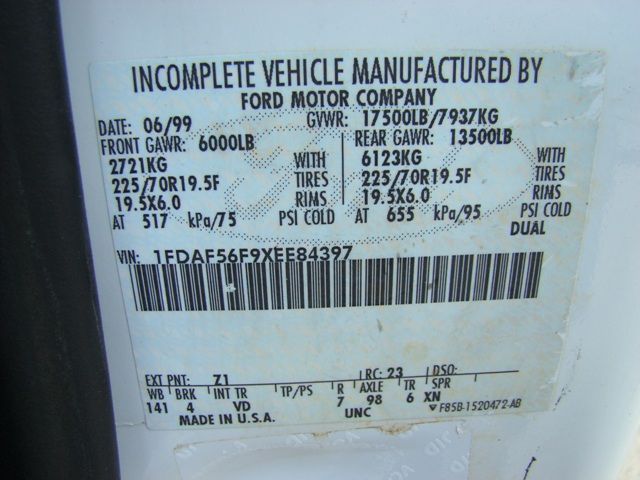 INCOMPLETE VEHICLE MANUFACTURED BY
FORD MOTOR COMPANY
DATE: 06/99 GVWR: 17500LB/7937KG
FRONT GAWR: 6000LB REAR GAWR: 13500LB
2721KG WITH 6123KG WITH
225/70R19.5F TIRES 225/70R19.5F TIRES
19.5X6.0 RIMS 19.5X6.0 RIMS
AT 517 kPa/75 PSI COLD AT 655 kPa/95 PSI COLD
DUAL
VIN: 1FDAF56F9XEE84397
EXT PNT: Z1 RC: 23 DSO:
WB BRK INT TR TP/PS R AXLE TR SPR
141 4 VD 7 98 6 XN
MADE IN U.S.A. UNC F85B-1520472-AB